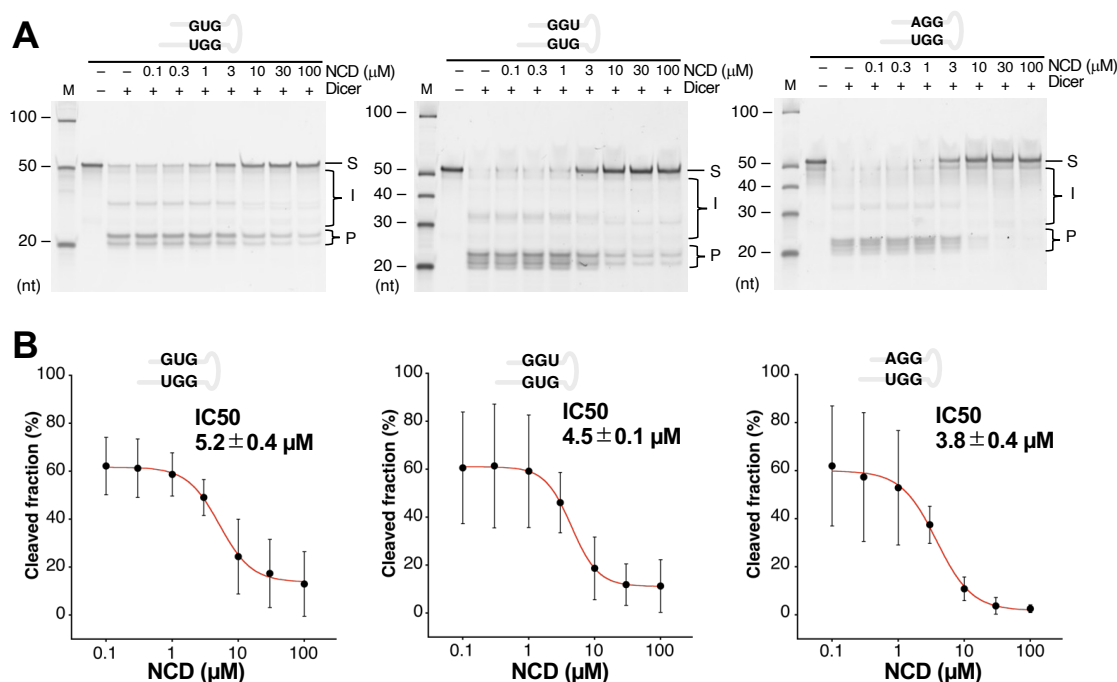 A
GUG
UGG
– – 0.1 0.3 1 3 10 30 100 NCD (μM)
M – + + + + + + + + Dicer
100 –
50 –
20 –
(nt)
S
I
P
GGU
GUG
– – 0.1 0.3 1 3 10 30 100 NCD (μM)
M – + + + + + + + + Dicer
100 –
50 –
40 –
30 –
20 –
(nt)
S
I
P
AGG
UGG
– – 0.1 0.3 1 3 10 30 100 NCD (μM)
M – + + + + + + + + Dicer
100 –
50 –
40 –
30 –
20 –
(nt)
S
I
P
B
GUG
UGG
IC50
5.2±0.4 μM
Cleaved fraction (%)
100
80
60
40
20
0
0.1 1 10 100
NCD (μM)
GGU
GUG
IC50
4.5±0.1 μM
Cleaved fraction (%)
100
80
60
40
20
0
0.1 1 10 100
NCD (μM)
AGG
UGG
IC50
3.8±0.4 μM
Cleaved fraction (%)
100
80
60
40
20
0
0.1 1 10 100
NCD (μM)